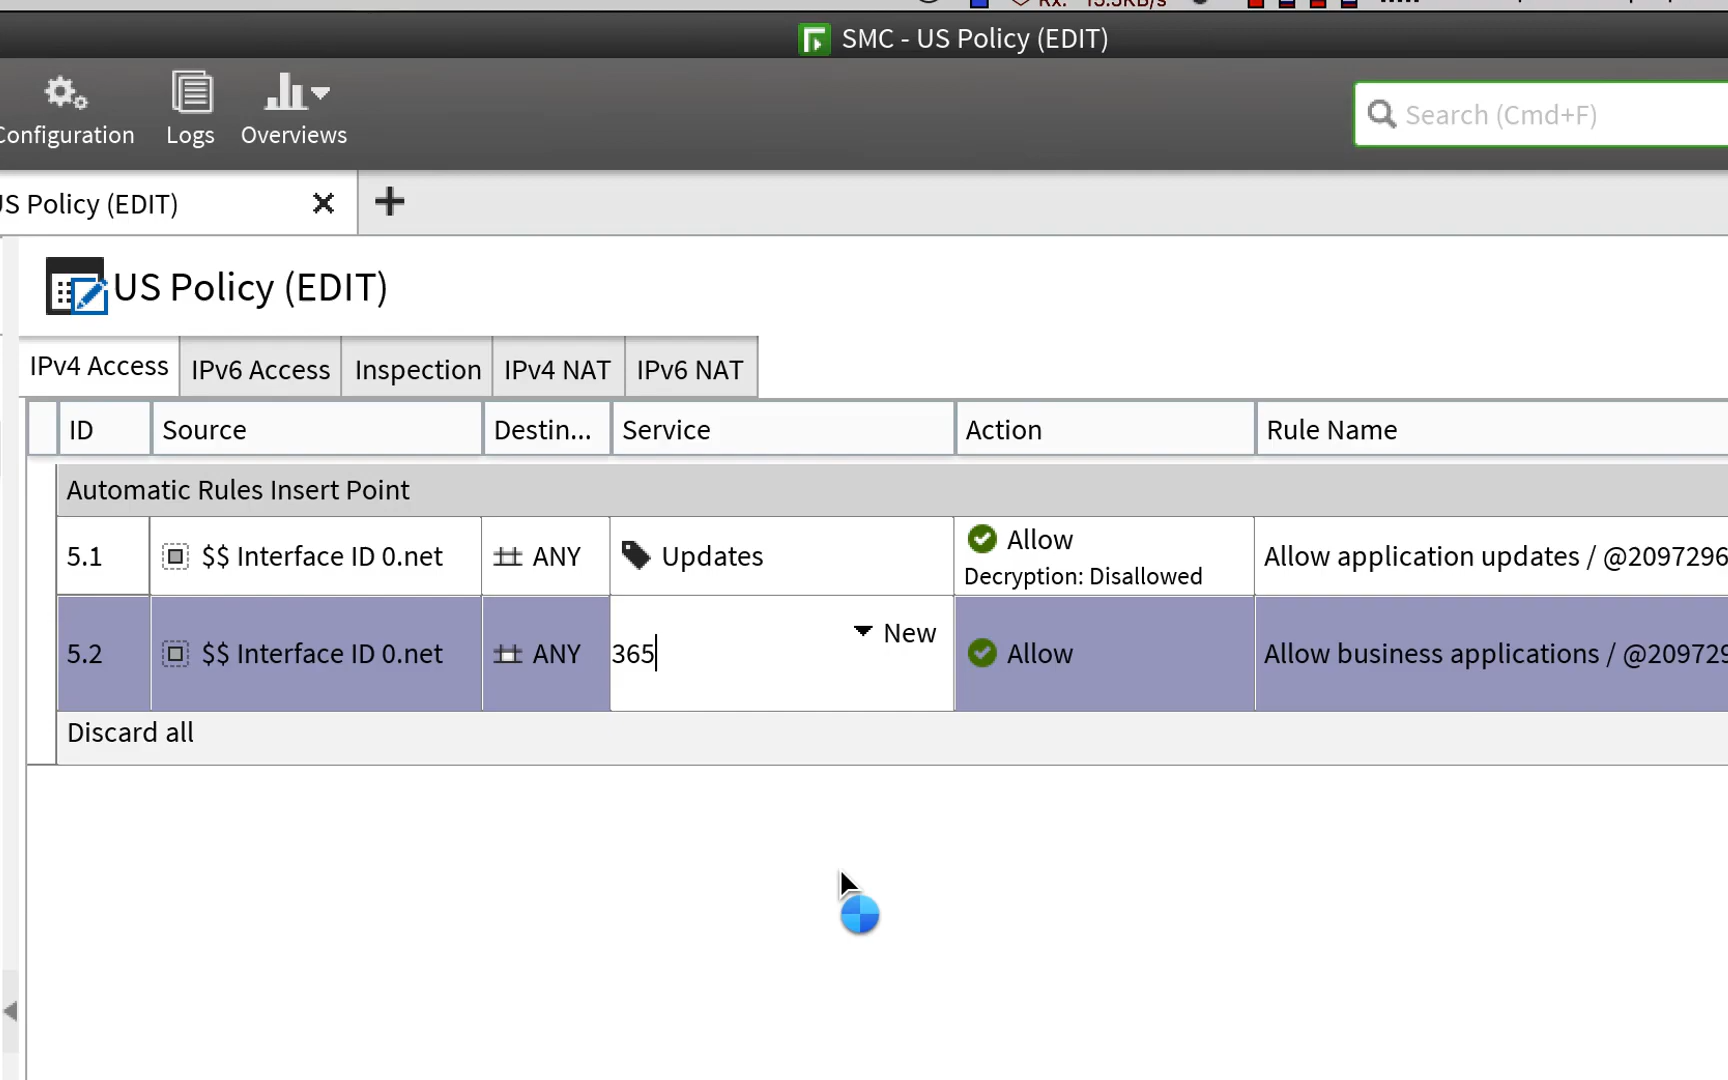 SMC - US Policy (EDIT)
Configuration
Logs
Overviews
Search (Cmd+F)
US Policy (EDIT)
US Policy (EDIT)
IPv4 Access
IPv6 Access
Inspection
IPv4 NAT
IPv6 NAT
ID
Source
Destin...
Service
Action
Rule Name
Automatic Rules Insert Point
5.1
$$ Interface ID 0.net
ANY
Updates
Allow
Decryption: Disallowed
Allow application updates / @2097296
5.2
$$ Interface ID 0.net
ANY
365
New
Allow
Allow business applications / @209729
Discard all